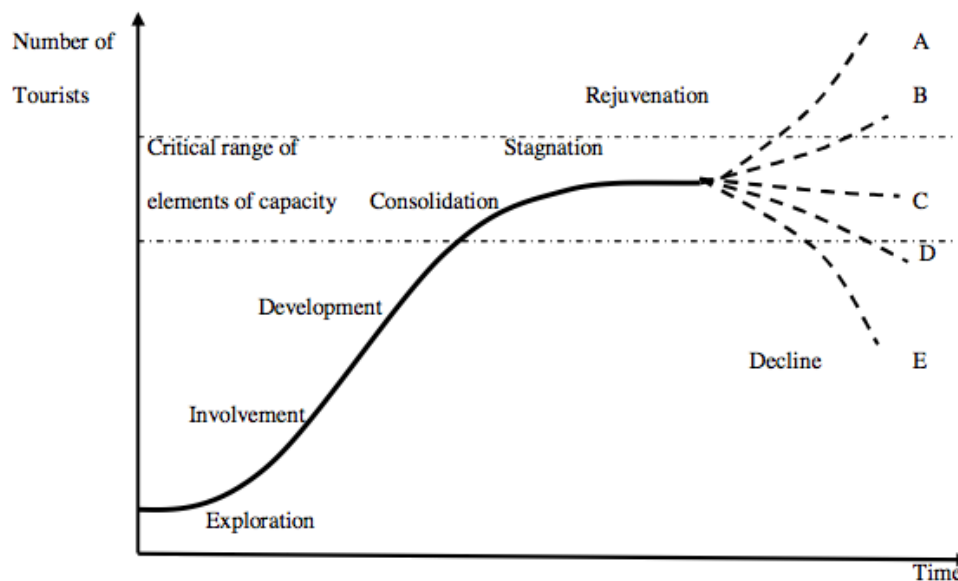 Number of
Tourists
A
Rejuvenation
B
Critical range of
Stagnation
elements of capacity
Consolidation
C
D
Development
Decline
E
Involvement
Exploration
Time